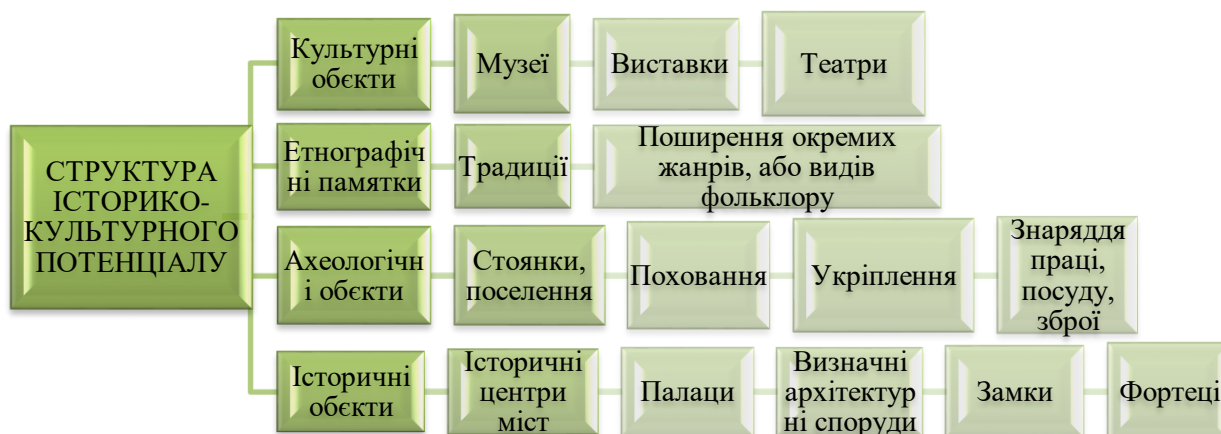 СТРУКТУРА
ІСТОРИКО-
КУЛЬТУРНОГО
ПОТЕНЦІАЛУ
Культурні
обєкти
Музеї
Виставки
Театри
Етнографіч
ні памятки
Традиції
Поширення окремих
жанрів, або видів
фольклору
Ахеологічн
і обєкти
Стоянки,
поселення
Поховання
Укріплення
Знаряддя
праці,
посуду,
зброї
Історичні
обєкти
Історичні
центри
міст
Палаци
Визначні
архітектур
ні споруди
Замки
Фортеці